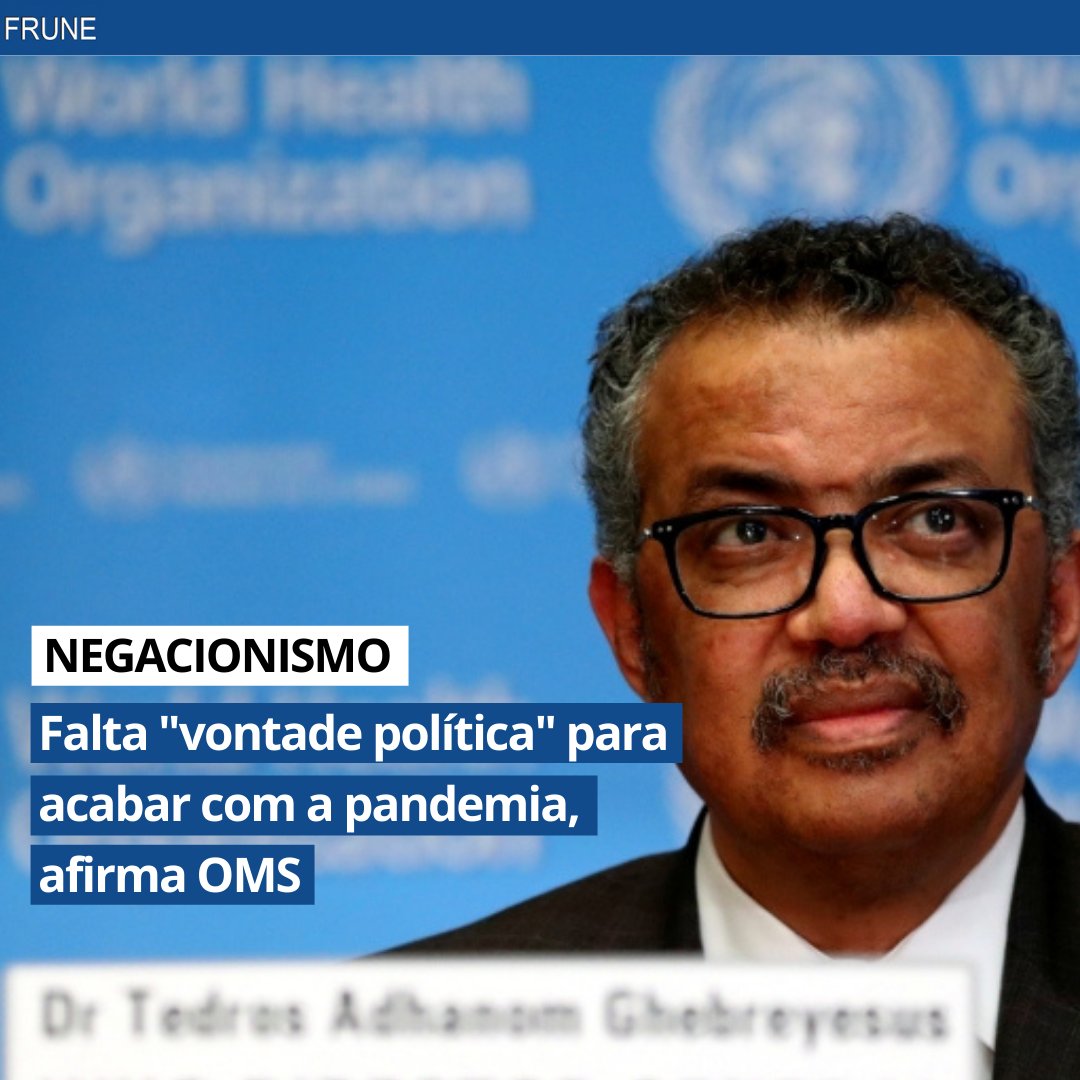 FRUNE
World Health
Organization
NEGACIONISMO
Falta "vontade política" para
acabar com a pandemia,
afirma OMS
Dr Tedros Adhanom Ghebreyesus